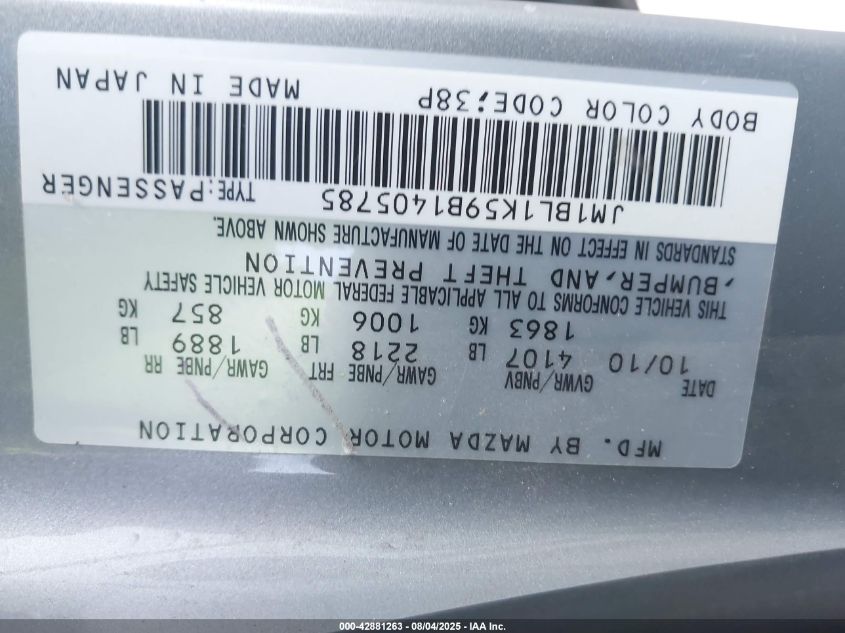 MFD. BY MAZDA MOTOR CORPORATION
DATE GVWR/PNBV GAWR/PNBE FRT GAWR/PNBE RR
10/10 4107 LB 2218 LB 1889 LB
1863 KG 1006 KG 857 KG
THIS VEHICLE CONFORMS TO ALL APPLICABLE FEDERAL MOTOR VEHICLE SAFETY
,BUMPER,AND THEFT PREVENTION
STANDARDS IN EFFECT ON THE DATE OF MANUFACTURE SHOWN ABOVE.
JM1BL1K59B1405785 TYPE:PASSENGER
BODY COLOR CODE;38P MADE IN JAPAN
000-42881263 - 08/04/2025 - IAA Inc.